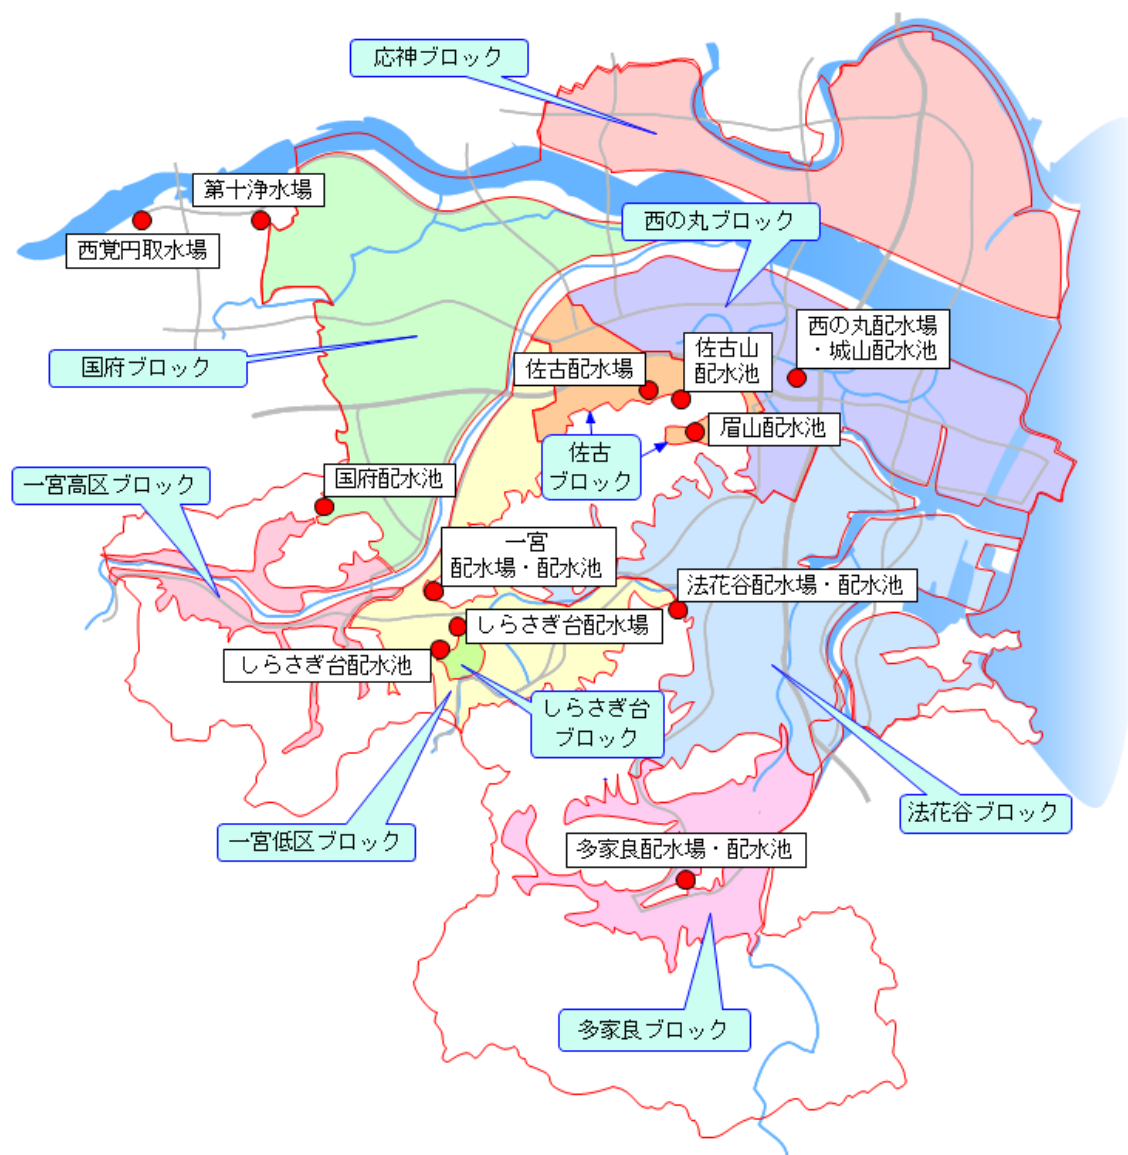 応神ブロック
第十浄水場
西の丸ブロック
西覚円取水場
西の丸配水場
・城山配水池
佐古山
配水池
国府ブロック
佐古配水場
眉山配水池
佐古
ブロック
国府配水池
一宮高区ブロック
一宮
配水場・配水池
法花谷配水場・配水池
しらさぎ台配水場
しらさぎ台配水池
しらさぎ台
ブロック
法花谷ブロック
一宮低区ブロック
多家良配水場・配水池
多家良ブロック